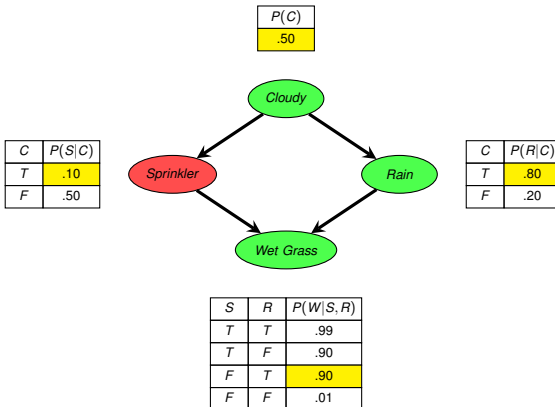 P(C)
.50
Cloudy
C P(S|C)
T .10
F .50
Sprinkler
Rain
C P(R|C)
T .80
F .20
Wet Grass
S R P(W|S, R)
T T .99
T F .90
F T .90
F F .01